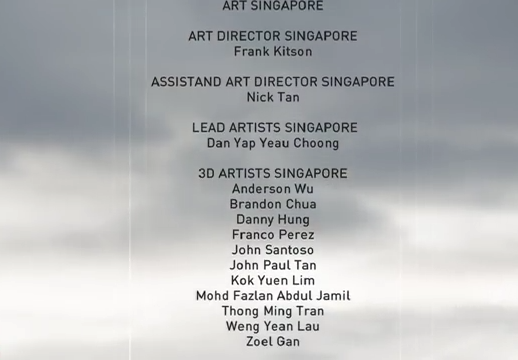 ART SINGAPORE
ART DIRECTOR SINGAPORE
Frank Kitson
ASSISTAND ART DIRECTOR SINGAPORE
Nick Tan
LEAD ARTISTS SINGAPORE
Dan Yap Yeau Choong
3D ARTISTS SINGAPORE
Anderson Wu
Brandon Chua
Danny Hung
Franco Perez
John Santoso
John Paul Tan
Kok Yuen Lim
Mohd Fazlan Abdul Jamil
Thong Ming Tran
Weng Yean Lau
Zoel Gan